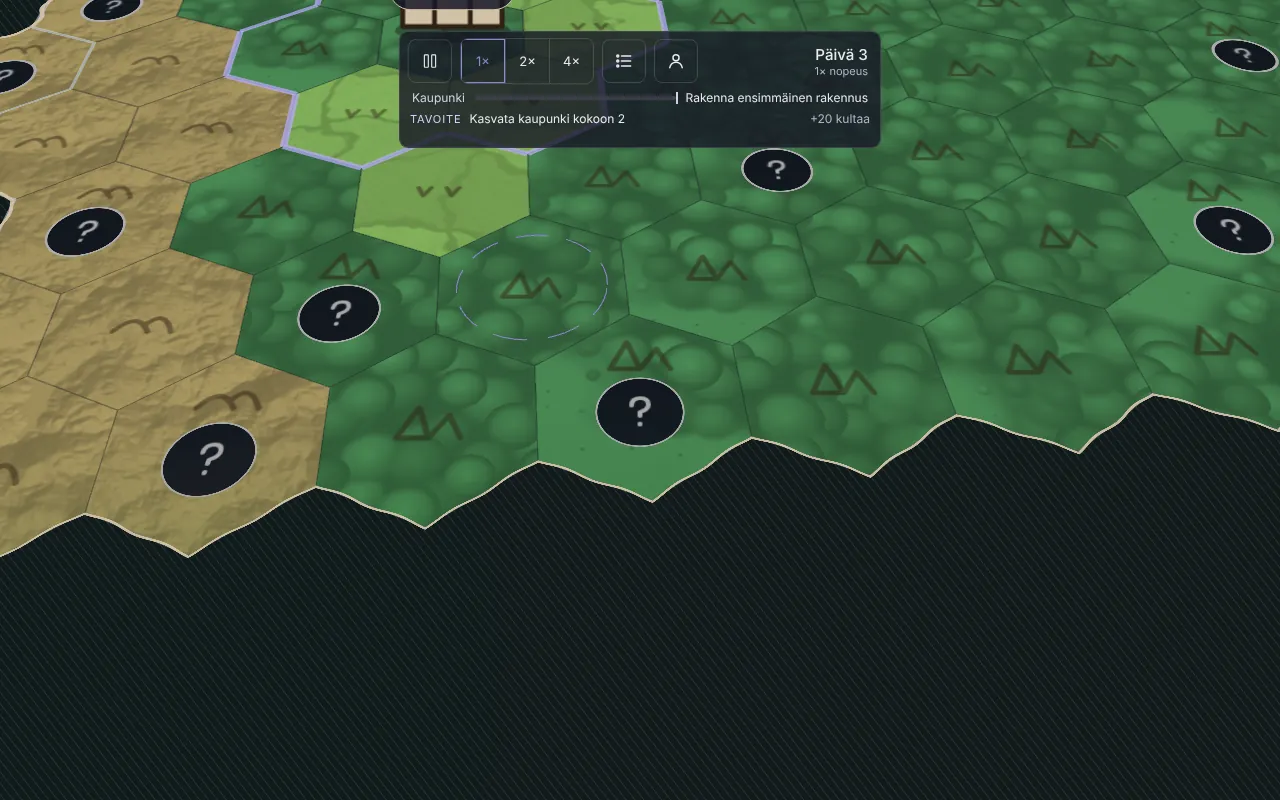 1× 2× 4×
Päivä 3
1× nopeus
Kaupunki Rakenna ensimmäinen rakennus
TAVOITE Kasvata kaupunki kokoon 2 +20 kultaa
?
?
?
?
?
?
?
?
?